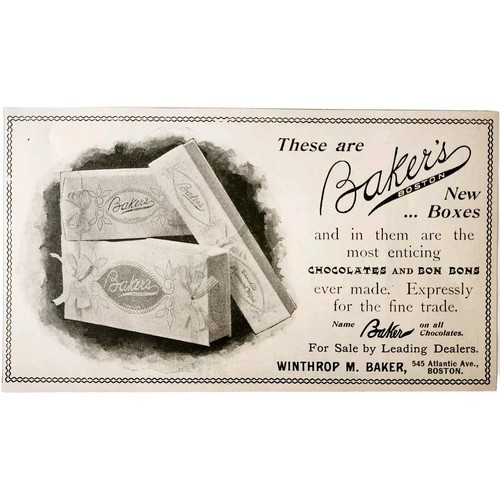 These are
Baker's
BOSTON
New
... Boxes
and in them are the
most enticing
CHOCOLATES AND BON BONS
ever made. Expressly
for the fine trade.
Name Baker on all Chocolates.
For Sale by Leading Dealers.
WINTHROP M. BAKER, 545 Atlantic Ave., BOSTON.
Baker's
Baker's